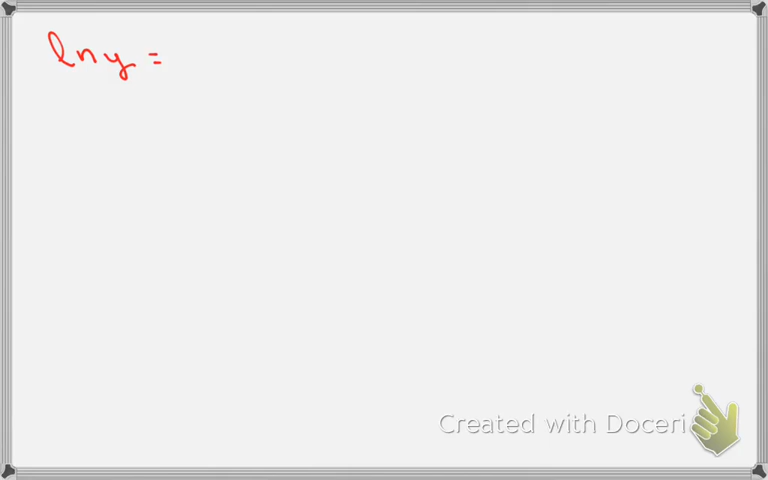 ln y =
Created with Doceri